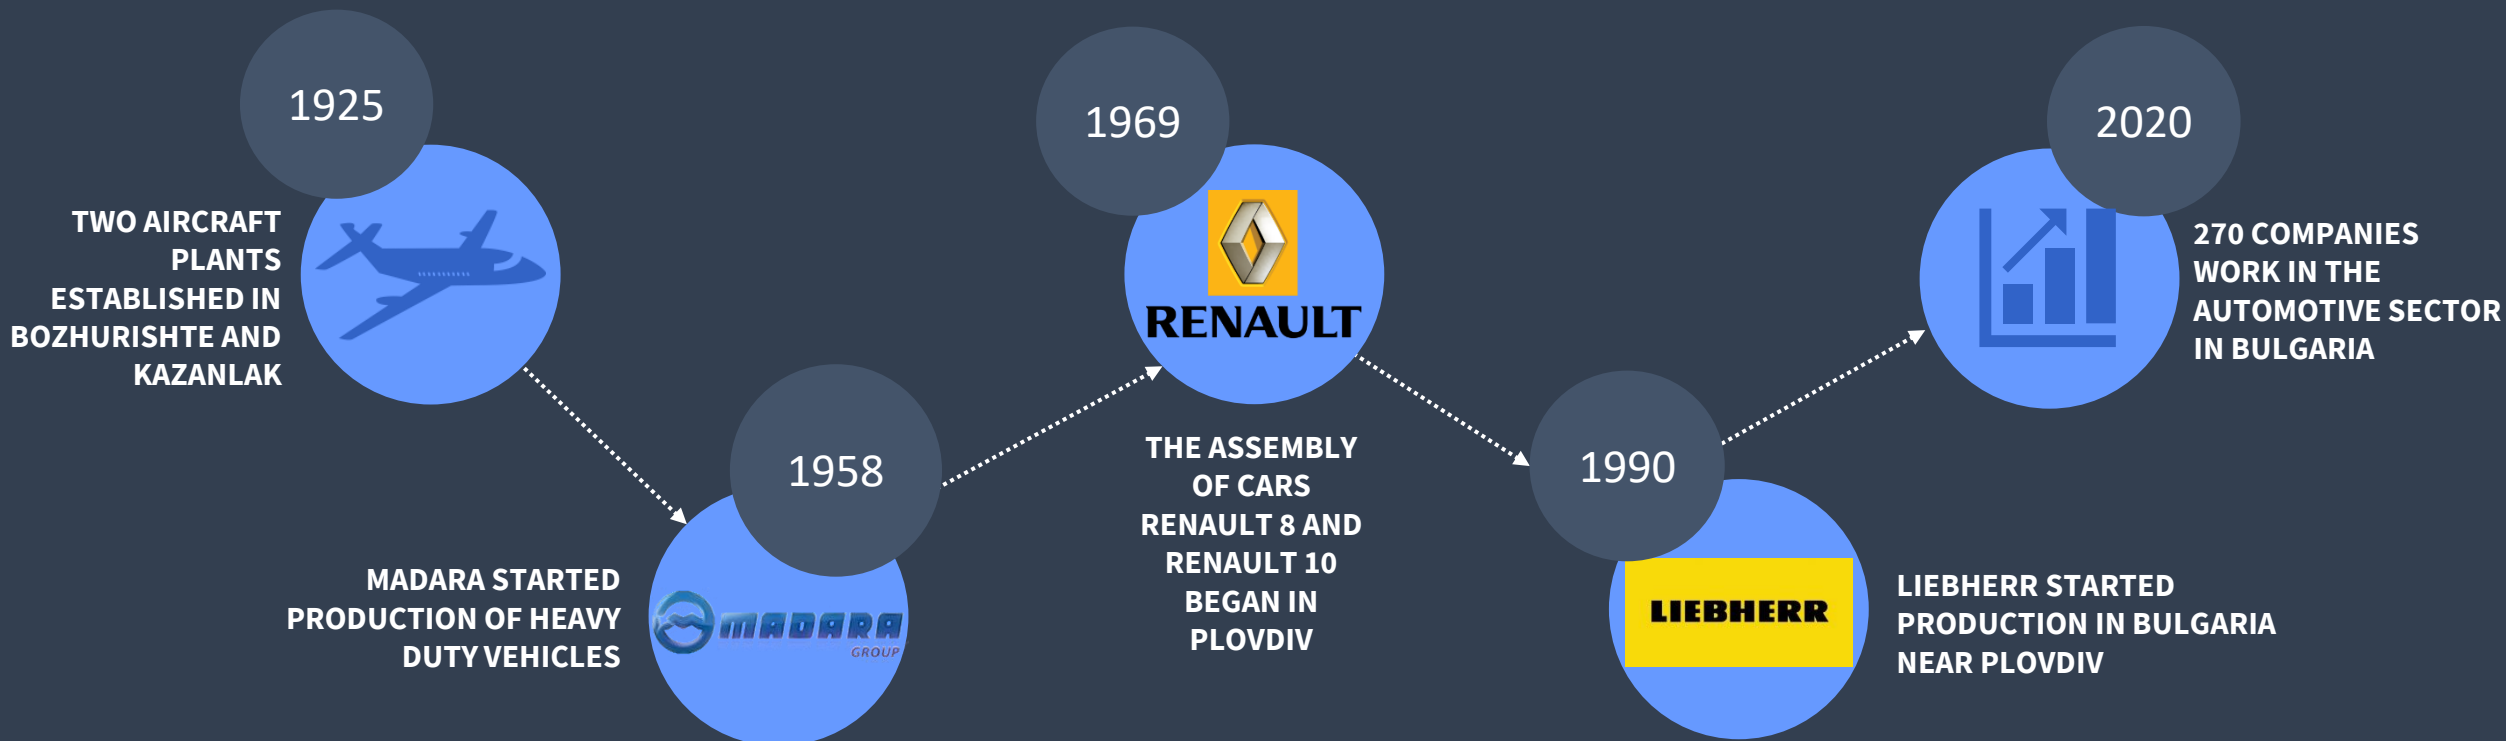 1925
TWO AIRCRAFT
PLANTS
ESTABLISHED IN
BOZHURISHTE AND
KAZANLAK
1958
MADARA
GROUP
MADARA STARTED
PRODUCTION OF HEAVY
DUTY VEHICLES
1969
RENAULT
THE ASSEMBLY
OF CARS
RENAULT 8 AND
RENAULT 10
BEGAN IN
PLOVDIV
1990
LIEBHERR
LIEBHERR STARTED
PRODUCTION IN BULGARIA
NEAR PLOVDIV
2020
270 COMPANIES
WORK IN THE
AUTOMOTIVE SECTOR
IN BULGARIA